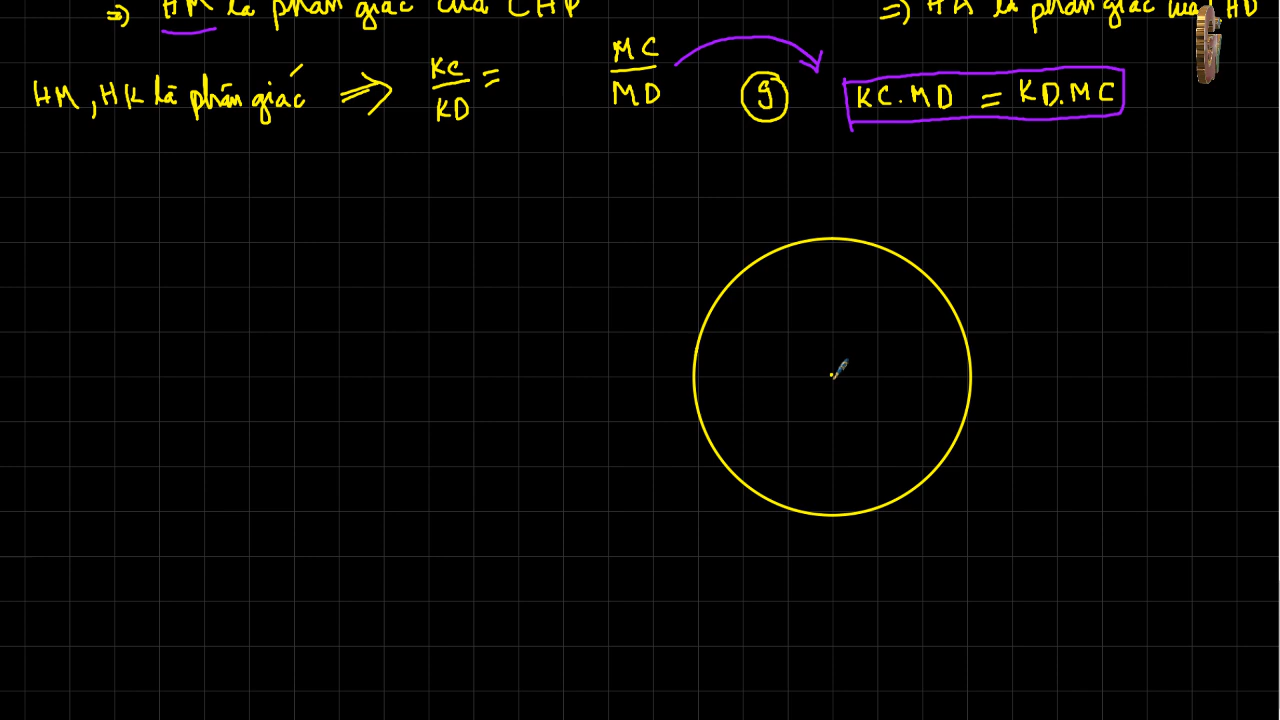 => HM là phân giác của CHD
=> HK là phân giác của CHD
HM, HK là phân giác => KC/KD = MC/MD (9) KC.MD = KD.MC